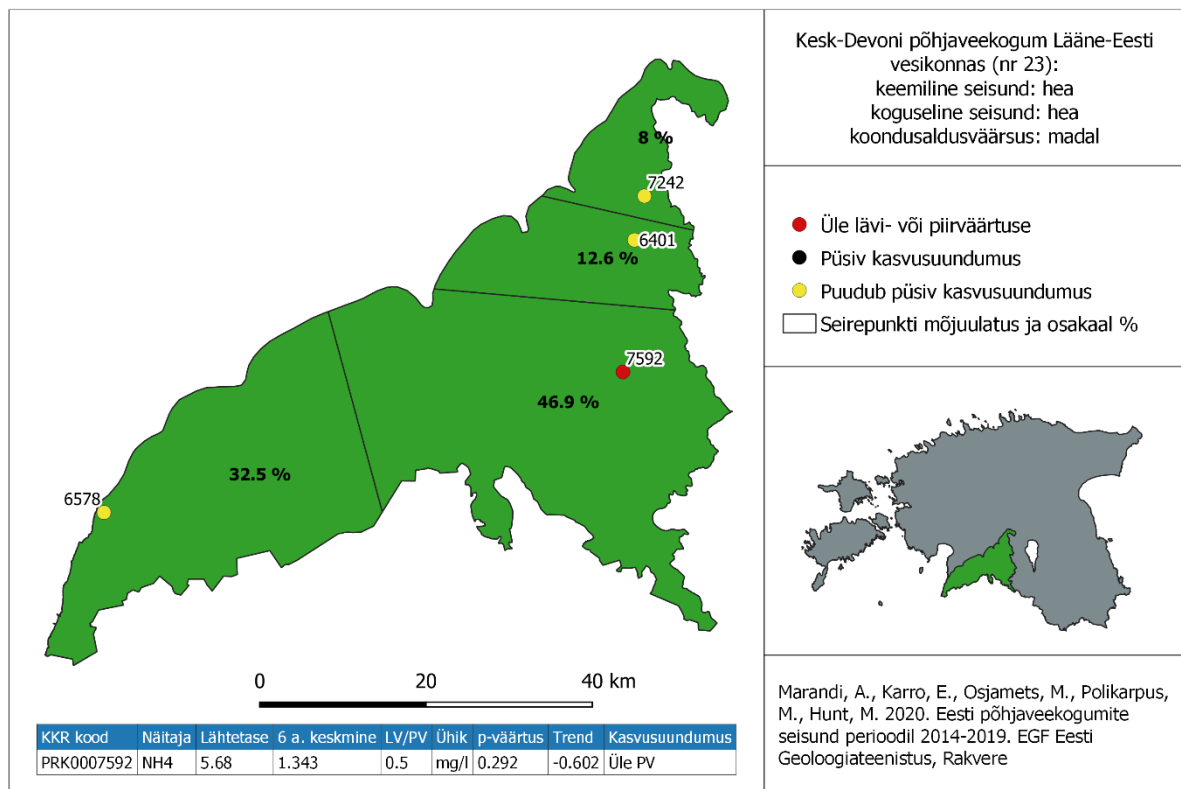 Kesk-Devoni põhjaveekogum Lääne-Eesti
vesikonnas (nr 23):
keemiline seisund: hea
koguseline seisund: hea
koondusaldusväärsus: madal
8 %
7242
6401
12.6 %
7592
46.9 %
32.5 %
6578
Üle lävi- või piirväärtuse
Püsiv kasvusuundumus
Puudub püsiv kasvusuundumus
Seirepunkti mõjuulatus ja osakaal %
0 20 40 km
KKR kood Näitaja Lähtetase 6 a. keskmine LV/PV Ühik p-väärtus Trend Kasvusuundumus
PRK0007592 NH4 5.68 1.343 0.5 mg/l 0.292 -0.602 Üle PV
Marandi, A., Karro, E., Osjamets, M., Polikarpus,
M., Hunt, M. 2020. Eesti põhjaveekogumite
seisund perioodil 2014-2019. EGF Eesti
Geoloogiateenistus, Rakvere